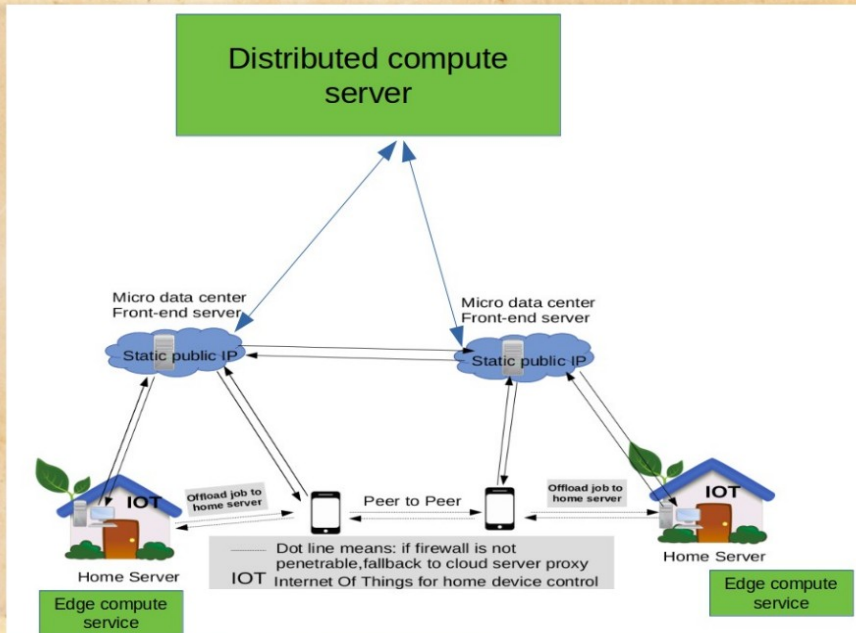 Distributed compute
server
Micro data center
Front-end server
Static public IP
Micro data center
Front-end server
Static public IP
IOT
Offload job to
home server
Peer to Peer
Offload job to
home server
IOT
Home Server
Dot line means: if firewall is not
penetrable,fallback to cloud server proxy
IOT Internet Of Things for home device control
Home Server
Edge compute
service
Edge compute
service